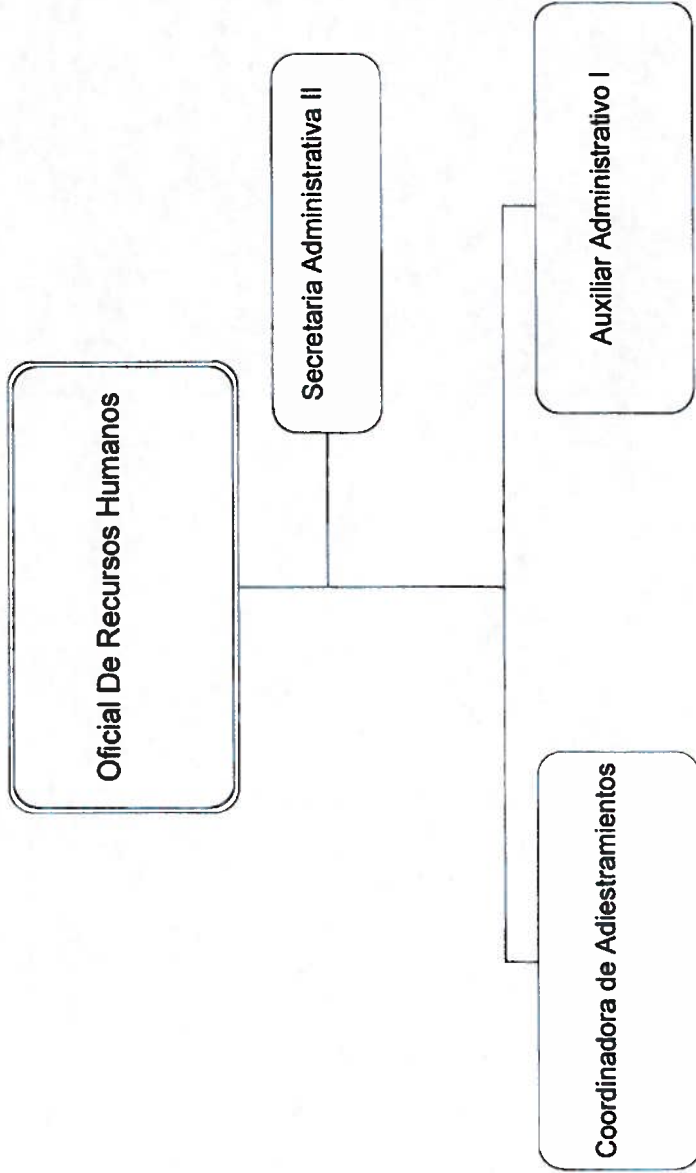 Oficial De Recursos Humanos
Secretaria Administrativa II
Coordinadora de Adiestramientos
Auxiliar Administrativo I